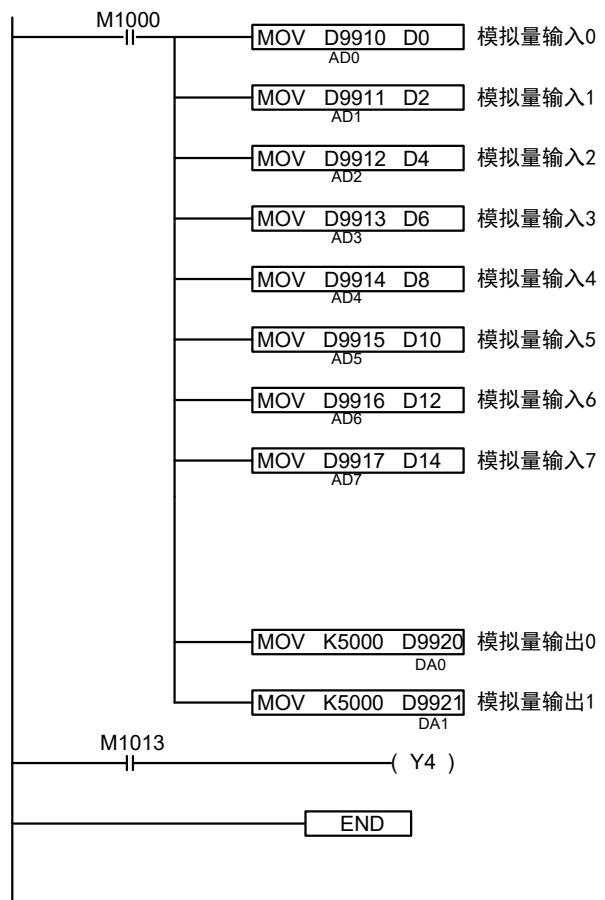 M1000
MOV D9910 D0 模拟量输入0
AD0
MOV D9911 D2 模拟量输入1
AD1
MOV D9912 D4 模拟量输入2
AD2
MOV D9913 D6 模拟量输入3
AD3
MOV D9914 D8 模拟量输入4
AD4
MOV D9915 D10 模拟量输入5
AD5
MOV D9916 D12 模拟量输入6
AD6
MOV D9917 D14 模拟量输入7
AD7
MOV K5000 D9920 模拟量输出0
DA0
MOV K5000 D9921 模拟量输出1
DA1
M1013
( Y4 )
END